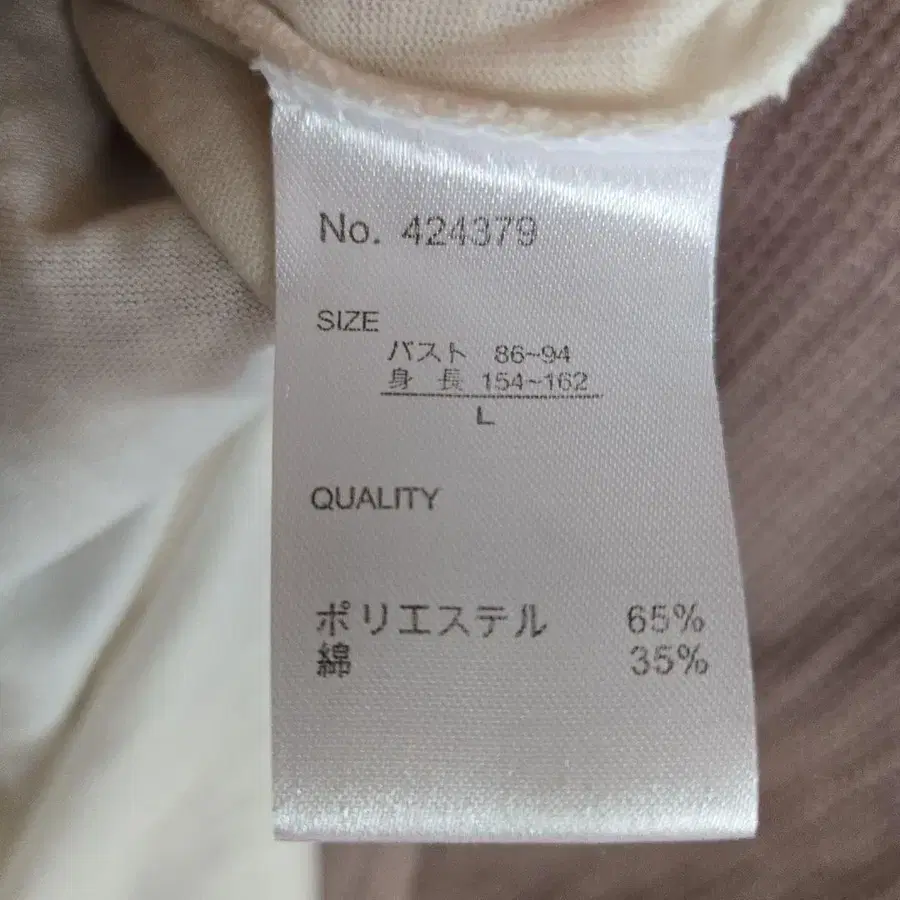 No. 424379
SIZE
バスト 86~94
身 長 154~162
L
QUALITY
ポリエステル 65%
綿 35%